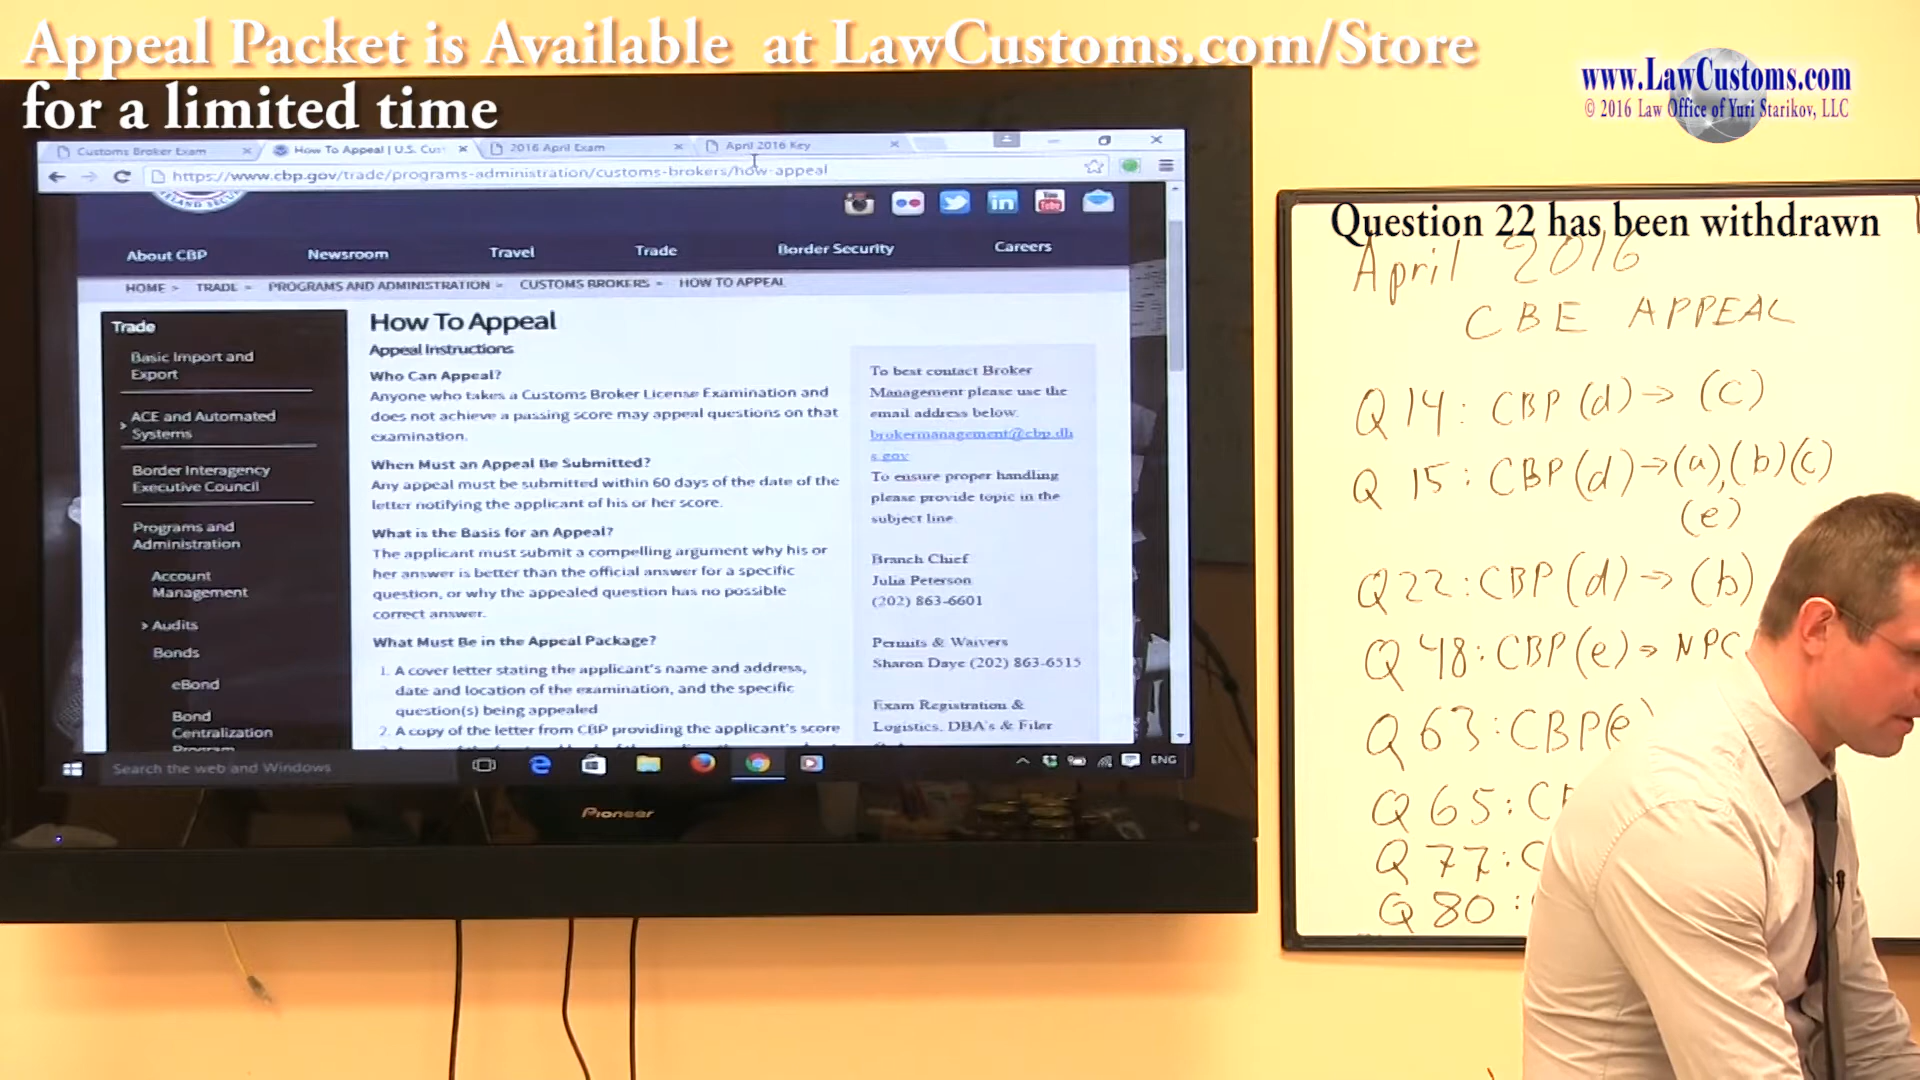 Appeal Packet is Available at LawCustoms.com/Store
for a limited time
www.LawCustoms.com
© 2016 Law Office of Yuri Starikov, LLC
Customs Broker Exam
How To Appeal | U.S. Cus
2016 April Exam
April 2016 Key
https://www.cbp.gov/trade/programs-administration/customs-brokers/how-appeal
About CBP Newsroom Travel Trade Border Security Careers
HOME > TRADE > PROGRAMS AND ADMINISTRATION > CUSTOMS BROKERS > HOW TO APPEAL
Trade
Basic Import and
Export
ACE and Automated
Systems
Border Interagency
Executive Council
Programs and
Administration
Account
Management
> Audits
Bonds
eBond
Bond
Centralization
Program
How To Appeal
Appeal Instructions
Who Can Appeal?
Anyone who takes a Customs Broker License Examination and
does not achieve a passing score may appeal questions on that
examination.
When Must an Appeal Be Submitted?
Any appeal must be submitted within 60 days of the date of the
letter notifying the applicant of his or her score.
What is the Basis for an Appeal?
The applicant must submit a compelling argument why his or
her answer is better than the official answer for a specific
question, or why the appealed question has no possible
correct answer.
What Must Be in the Appeal Package?
1. A cover letter stating the applicant's name and address,
date and location of the examination, and the specific
question(s) being appealed
2. A copy of the letter from CBP providing the applicant's score
To best contact Broker
Management please use the
email address below.
brokermanagement@cbp.dh
s.gov
To ensure proper handling
please provide topic in the
subject line.
Branch Chief
Julia Peterson
(202) 863-6601
Permits & Waivers
Sharon Daye (202) 863-6515
Exam Registration &
Logistics, DBA's & Filer
Search the web and Windows
ENG
Pioneer
Question 22 has been withdrawn
April 2016
CBE APPEAL
Q 14: CBP(d) → (c)
Q 15: CBP(d) → (a), (b) (c)
(e)
Q22: CBP(d) → (b)
Q 48: CBP(e) → NPC
Q 63: CBP(e)
Q 65: C
Q 77: C
Q 80: